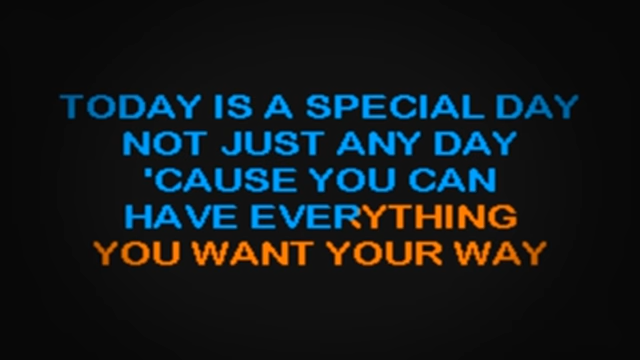 TODAY IS A SPECIAL DAY
NOT JUST ANY DAY
'CAUSE YOU CAN
HAVE EVERYTHING
YOU WANT YOUR WAY